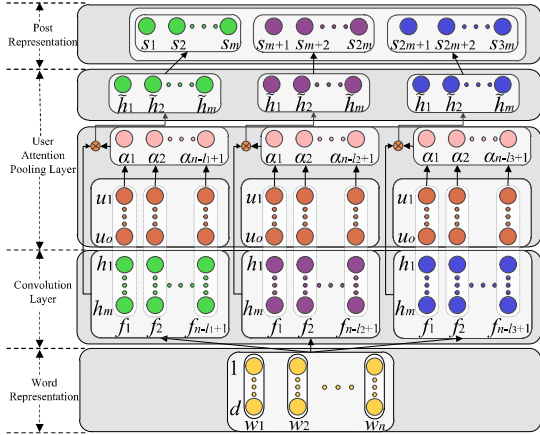 Post
Representation
s1 s2 sm sm+1 sm+2 s2m s2m+1 s2m+2 s3m
User
Attention
Pooling Layer
h̃1 h̃2 h̃m h̃1 h̃2 h̃m h̃1 h̃2 h̃m
α1 α2 αn-l1+1 α1 α2 αn-l2+1 α1 α2 αn-l3+1
u1 u1 u1
uo uo uo
Convolution
Layer
h1 h1 h1
hm hm hm
f1 f2 fn-l1+1 f1 f2 fn-l2+1 f1 f2 fn-l3+1
Word
Representation
1
d
w1 w2 wn